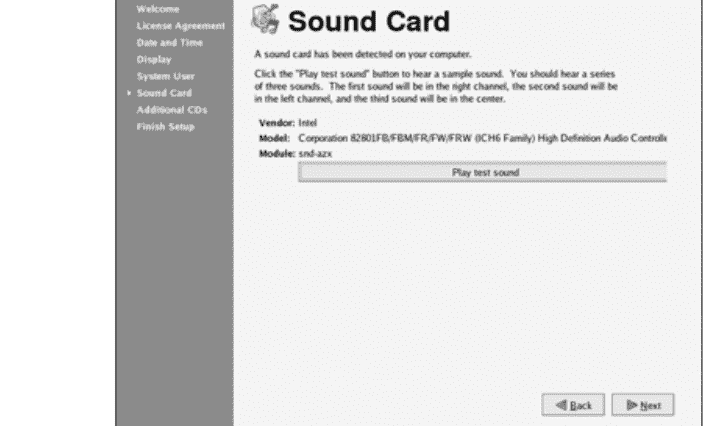 Welcome
License Agreement
Date and Time
Display
System User
Sound Card
Additional CDs
Finish Setup
Sound Card
A sound card has been detected on your computer.
Click the "Play test sound" button to hear a sample sound. You should hear a series
of three sounds. The first sound will be in the right channel, the second sound will be
in the left channel, and the third sound will be in the center.
Vendor: Intel
Model: Corporation 82801FB/FBM/FR/FW/FRW (ICH6 Family) High Definition Audio Controlle
Module: snd-azx
Play test sound
Back
Next